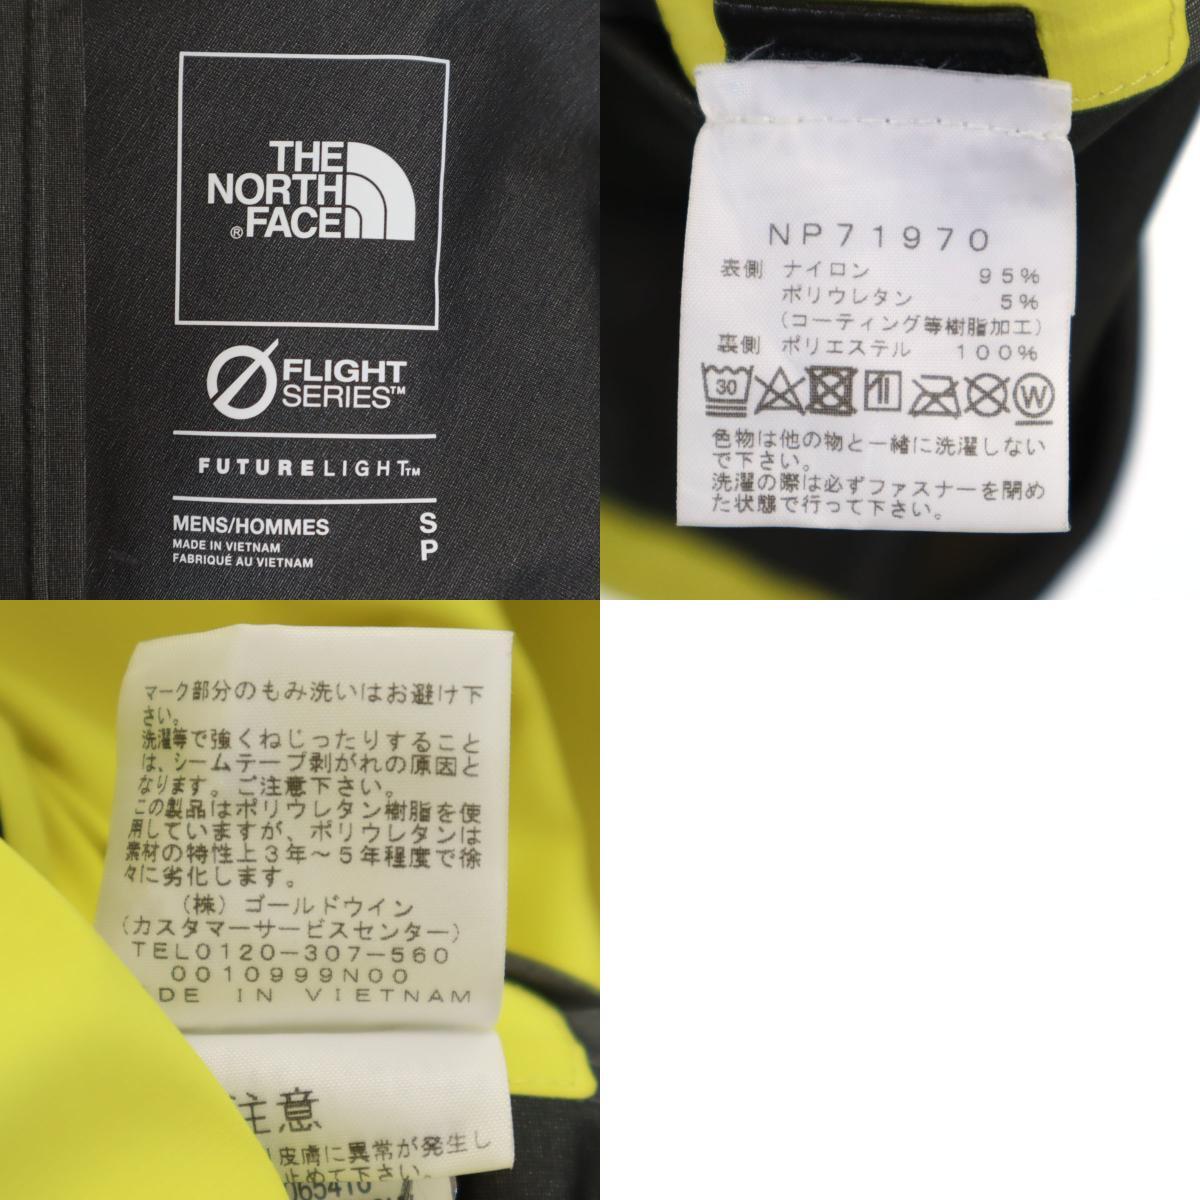 THE
NORTH
® FACE
FLIGHT
SERIES™
FUTURELIGHT™
MENS/HOMMES S
MADE IN VIETNAM P
FABRIQUÉ AU VIETNAM
NP71970
表側 ナイロン 95%
ポリウレタン 5%
(コーティング等樹脂加工)
裏側 ポリエステル 100%
30 W
色物は他の物と一緒に洗濯しない
で下さい。
洗濯の際は必ずファスナーを閉め
た状態で行って下さい。
マーク部分のもみ洗いはお避け下
さい。
洗濯等で強くねじったりすること
は、シームテープ剥がれの原因と
なります。ご注意下さい。
この製品はポリウレタン樹脂を使
用していますが、ポリウレタンは
素材の特性上3年〜5年程度で徐
々に劣化します。
(株)ゴールドウイン
(カスタマーサービスセンター)
TEL0120-307-560
0010999N00
DE IN VIETNAM
注意
皮膚に異常が発生し
止めて下さい。